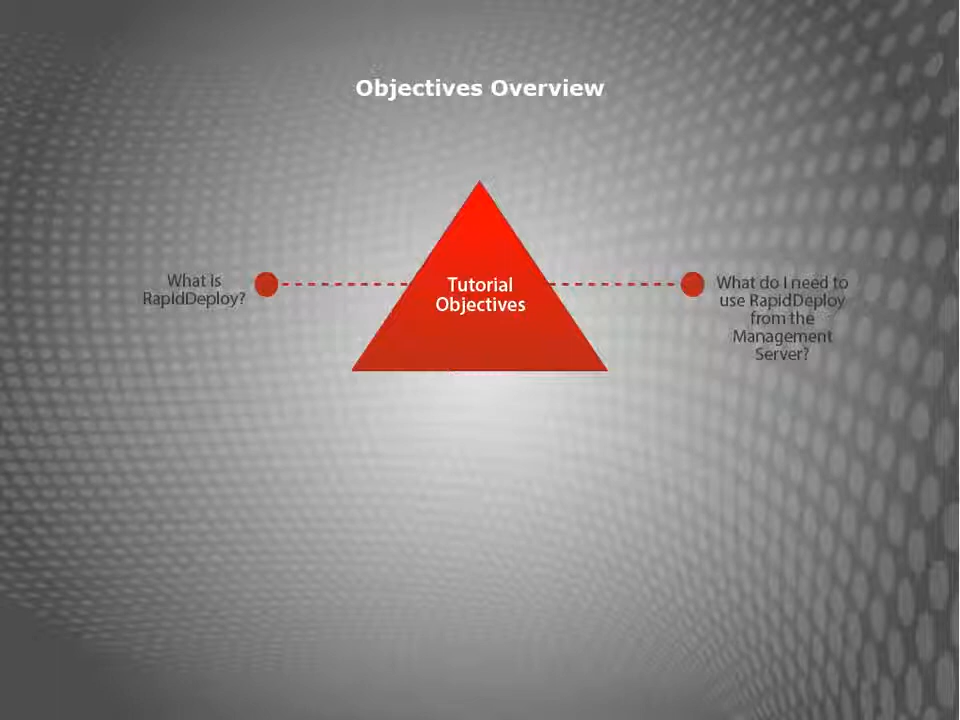 Objectives Overview
What is
RapidDeploy?
Tutorial
Objectives
What do I need to
use RapidDeploy
from the
Management
Server?